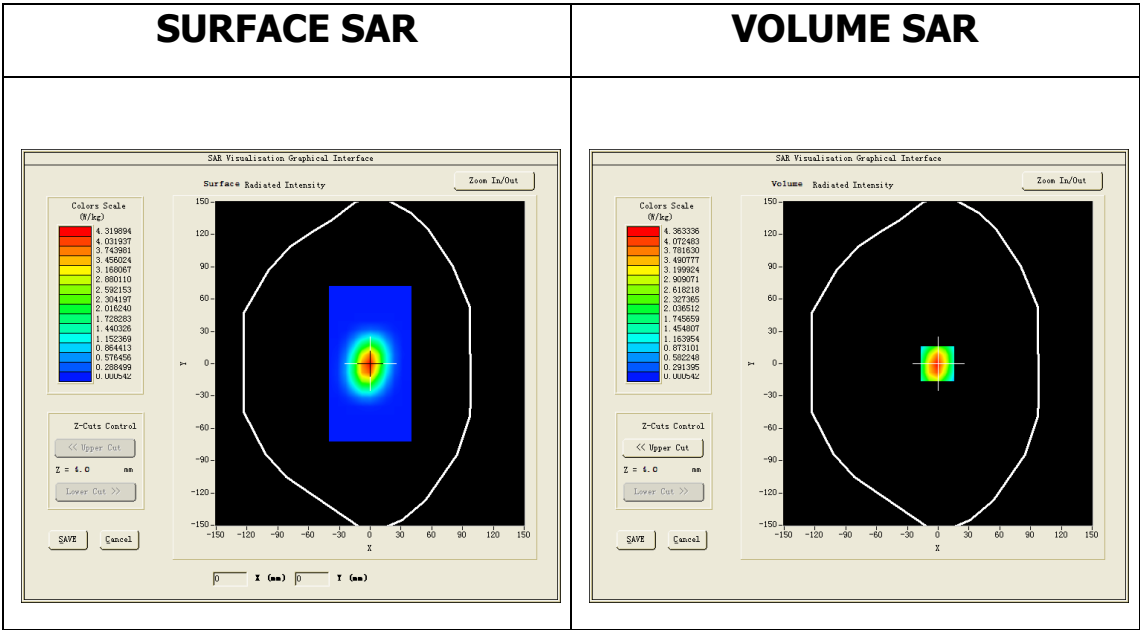 SURFACE SAR
VOLUME SAR
SAR Visualisation Graphical Interface
Surface Radiated Intensity
Zoom In/Out
Colors Scale
(W/kg)
4.319894
4.031937
3.743981
3.456024
3.168067
2.880110
2.592153
2.304197
2.016240
1.728283
1.440326
1.152369
0.864413
0.576456
0.288499
0.000542
Z-Cuts Control
<< Upper Cut
Z = 4.0 mm
Lower Cut >>
SAVE
Cancel
150
120
90
60
30
0
-30
-60
-90
-120
-150
Y
-150 -120 -90 -60 -30 0 30 60 90 120 150
X
0 X (mm) 0 Y (mm)
SAR Visualisation Graphical Interface
Volume Radiated Intensity
Zoom In/Out
Colors Scale
(W/kg)
4.363336
4.072483
3.781630
3.490777
3.199924
2.909071
2.618218
2.327365
2.036512
1.745659
1.454807
1.163954
0.873101
0.582248
0.291395
0.000542
Z-Cuts Control
<< Upper Cut
Z = 4.0 mm
Lower Cut >>
SAVE
Cancel
150
120
90
60
30
0
-30
-60
-90
-120
-150
Y
-150 -120 -90 -60 -30 0 30 60 90 120 150
X